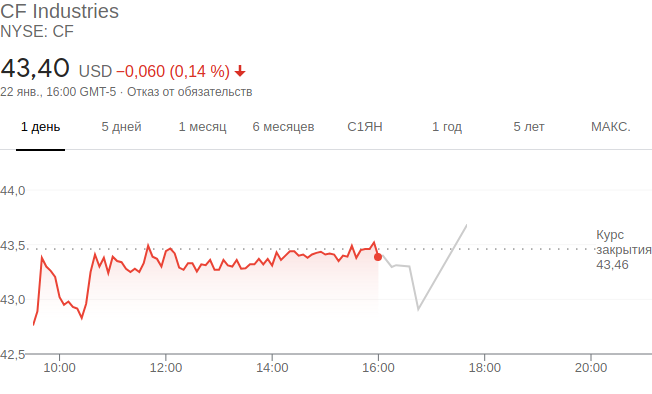 CF Industries
NYSE: CF
43,40 USD −0,060 (0,14 %)
22 янв., 16:00 GMT-5 · Отказ от обязательств
1 день 5 дней 1 месяц 6 месяцев С1ЯН 1 год 5 лет МАКС.
44,0
43,5
43,0
42,5
Курс
закрытия
43,46
10:00 12:00 14:00 16:00 18:00 20:00